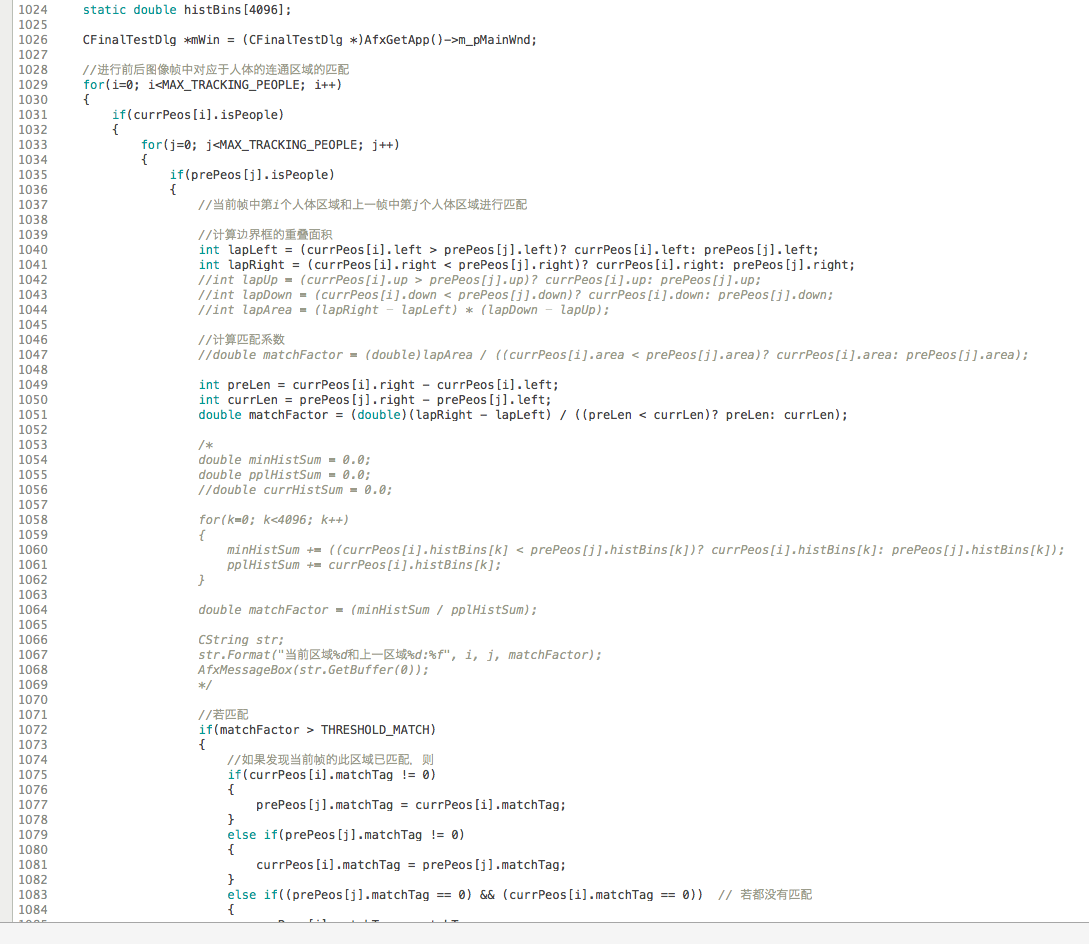 1024 static double histBins[4096];
1025
1026 CFinalTestDlg *mWin = (CFinalTestDlg *)AfxGetApp()->m_pMainWnd;
1027
1028 //进行前后图像帧中对应于人体的连通区域的匹配
1029 for(i=0; i<MAX_TRACKING_PEOPLE; i++)
1030 {
1031 if(currPeos[i].isPeople)
1032 {
1033 for(j=0; j<MAX_TRACKING_PEOPLE; j++)
1034 {
1035 if(prePeos[j].isPeople)
1036 {
1037 //当前帧中第i个人体区域和上一帧中第j个人体区域进行匹配
1038
1039 //计算边界框的重叠面积
1040 int lapLeft = (currPeos[i].left > prePeos[j].left)? currPeos[i].left: prePeos[j].left;
1041 int lapRight = (currPeos[i].right < prePeos[j].right)? currPeos[i].right: prePeos[j].right;
1042 //int lapUp = (currPeos[i].up > prePeos[j].up)? currPeos[i].up: prePeos[j].up;
1043 //int lapDown = (currPeos[i].down < prePeos[j].down)? currPeos[i].down: prePeos[j].down;
1044 //int lapArea = (lapRight - lapLeft) * (lapDown - lapUp);
1045
1046 //计算匹配系数
1047 //double matchFactor = (double)lapArea / ((currPeos[i].area < prePeos[j].area)? currPeos[i].area: prePeos[j].area);
1048
1049 int preLen = currPeos[i].right - currPeos[i].left;
1050 int currLen = prePeos[j].right - prePeos[j].left;
1051 double matchFactor = (double)(lapRight - lapLeft) / ((preLen < currLen)? preLen: currLen);
1052
1053 /*
1054 double minHistSum = 0.0;
1055 double pplHistSum = 0.0;
1056 //double currHistSum = 0.0;
1057
1058 for(k=0; k<4096; k++)
1059 {
1060 minHistSum += ((currPeos[i].histBins[k] < prePeos[j].histBins[k])? currPeos[i].histBins[k]: prePeos[j].histBins[k]);
1061 pplHistSum += currPeos[i].histBins[k];
1062 }
1063
1064 double matchFactor = (minHistSum / pplHistSum);
1065
1066 CString str;
1067 str.Format("当前区域%d和上一区域%d:%f", i, j, matchFactor);
1068 AfxMessageBox(str.GetBuffer(0));
1069 */
1070
1071 //若匹配
1072 if(matchFactor > THRESHOLD_MATCH)
1073 {
1074 //如果发现当前帧的此区域已匹配，则
1075 if(currPeos[i].matchTag != 0)
1076 {
1077 prePeos[j].matchTag = currPeos[i].matchTag;
1078 }
1079 else if(prePeos[j].matchTag != 0)
1080 {
1081 currPeos[i].matchTag = prePeos[j].matchTag;
1082 }
1083 else if((prePeos[j].matchTag == 0) && (currPeos[i].matchTag == 0)) // 若都没有匹配
1084 {